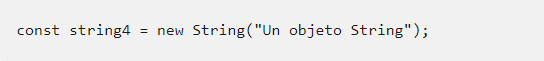 const string4 = new String("Un objeto String");